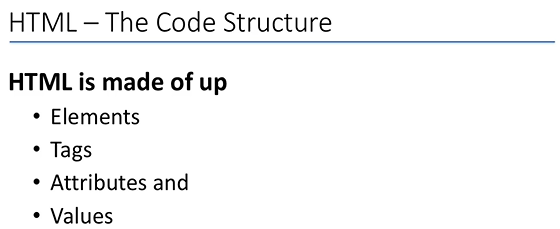 HTML – The Code Structure
HTML is made of up
• Elements
• Tags
• Attributes and
• Values